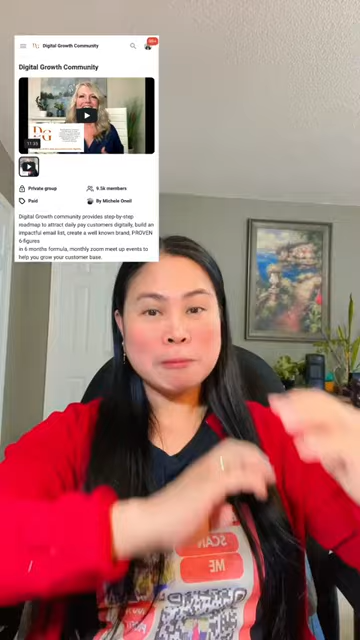 Digital Growth Community
Digital Growth Community
DG
11:35
Private group
9.5k members
Paid
By Michele Oneil
Digital Growth community provides step-by-step
roadmap to attract daily pay customers digitally, build an
impactful email list, create a well known brand, PROVEN
6-figures
in 6 months formula, monthly zoom meet up events to
help you grow your customer base.
SCAN
ME